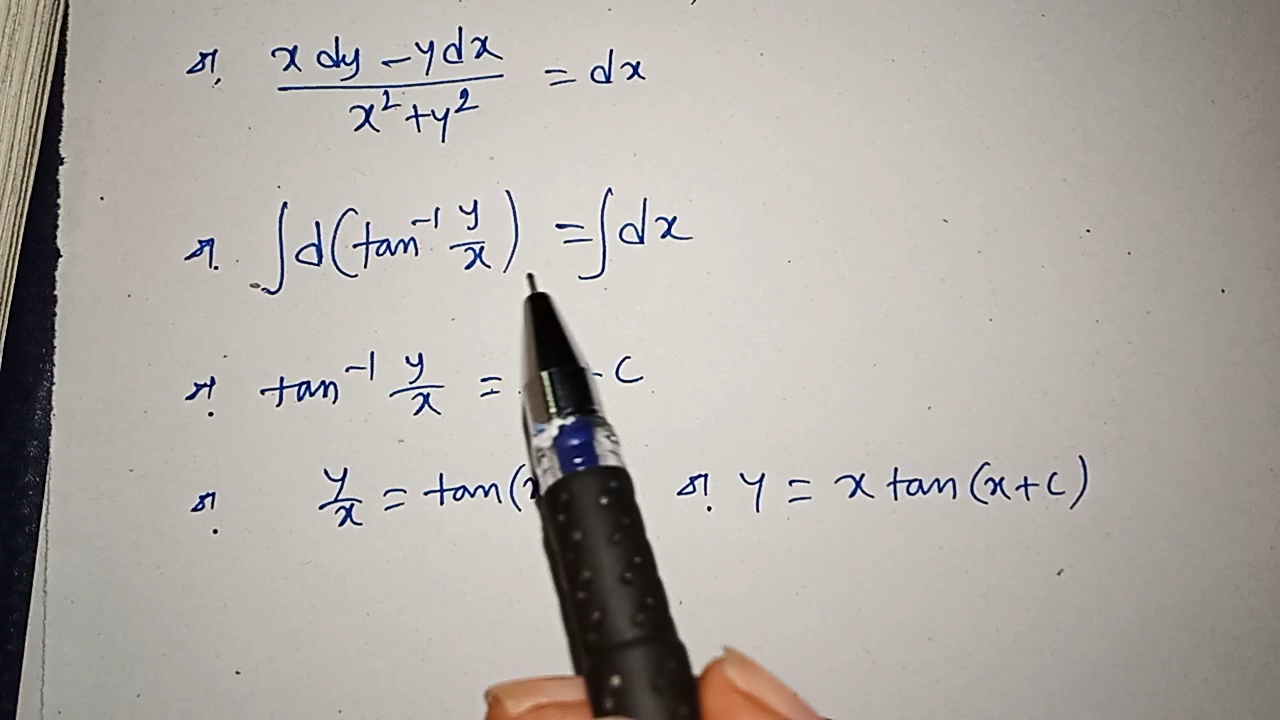 वा, x dy - y dx / x² + y² = dx
वा, ∫d(tan⁻¹ y/x) = ∫dx
वा, tan⁻¹ y/x = - c
वा, y/x = tan(x वा, y = x tan(x+c)